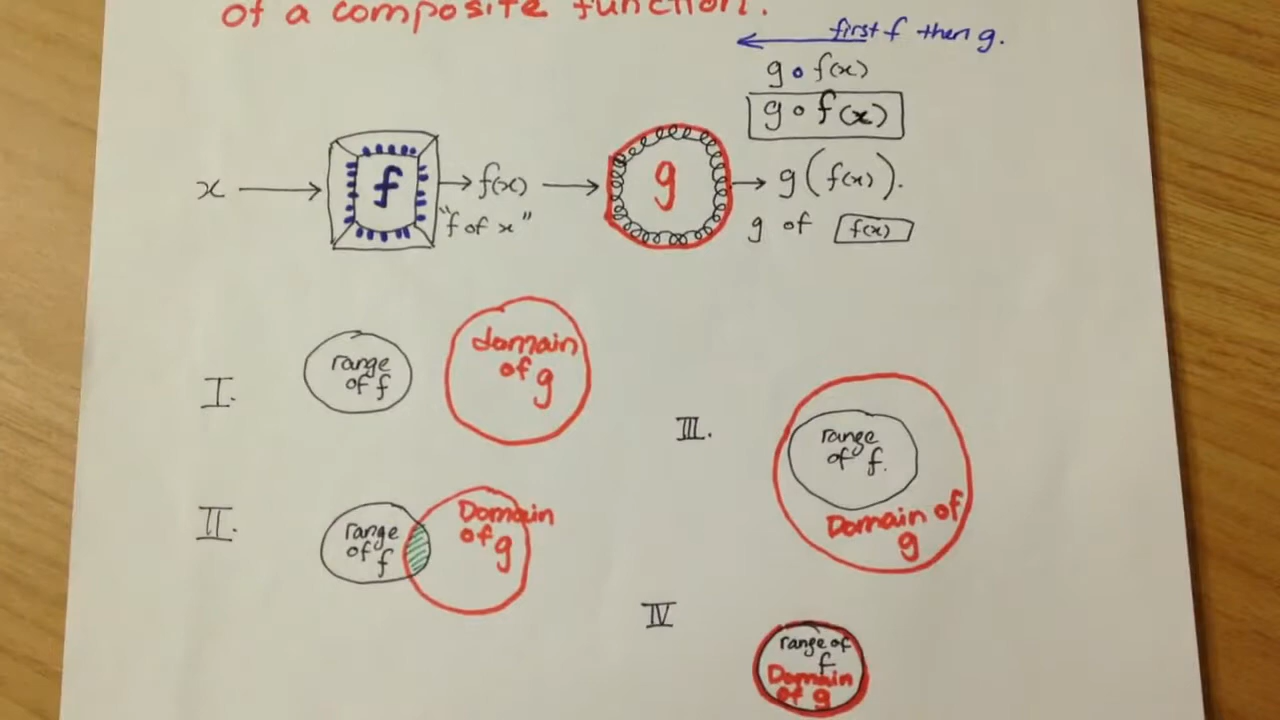 of a composite function.
first f then g.
g ∘ f(x)
g ∘ f(x)
x
f
f(x)
g
g(f(x)).
"f of x"
g of f(x)
I.
range
of f
domain
of g
II.
range
of f
Domain
of g
III.
range
of f.
Domain of
g
IV
range of
f
Domain
of g